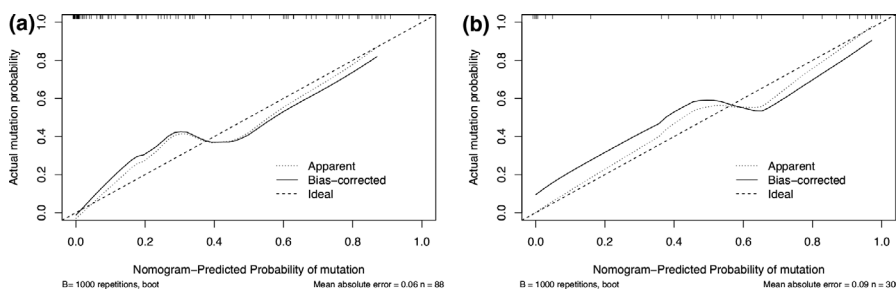 (a)
Actual mutation probability
1.0
0.8
0.6
0.4
0.2
0.0
Apparent
Bias−corrected
Ideal
0.0 0.2 0.4 0.6 0.8 1.0
Nomogram−Predicted Probability of mutation
B= 1000 repetitions, boot Mean absolute error = 0.06 n = 88
(b)
Actual mutation probability
1.0
0.8
0.6
0.4
0.2
0.0
Apparent
Bias−corrected
Ideal
0.0 0.2 0.4 0.6 0.8 1.0
Nomogram−Predicted Probability of mutation
B= 1000 repetitions, boot Mean absolute error = 0.09 n =